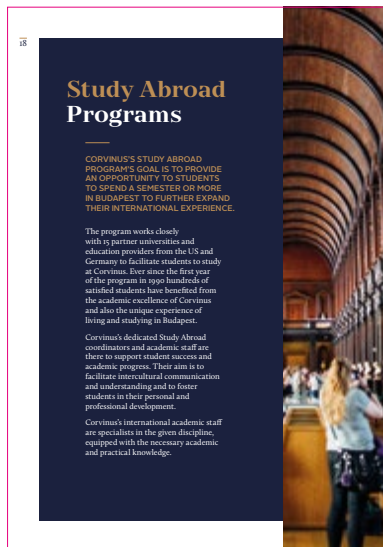 18
Study Abroad
Programs
CORVINUS'S STUDY ABROAD
PROGRAM'S GOAL IS TO PROVIDE
AN OPPORTUNITY TO STUDENTS
TO SPEND A SEMESTER OR MORE
IN BUDAPEST TO FURTHER EXPAND
THEIR INTERNATIONAL EXPERIENCE.
The program works closely
with 15 partner universities and
education providers from the US and
Germany to facilitate students to study
at Corvinus. Ever since the first year
of the program in 1990 hundreds of
satisfied students have benefited from
the academic excellence of Corvinus
and also the unique experience of
living and studying in Budapest.
Corvinus's dedicated Study Abroad
coordinators and academic staff are
there to support student success and
academic progress. Their aim is to
facilitate intercultural communication
and understanding and to foster
students in their personal and
professional development.
Corvinus's international academic staff
are specialists in the given discipline,
equipped with the necessary academic
and practical knowledge.